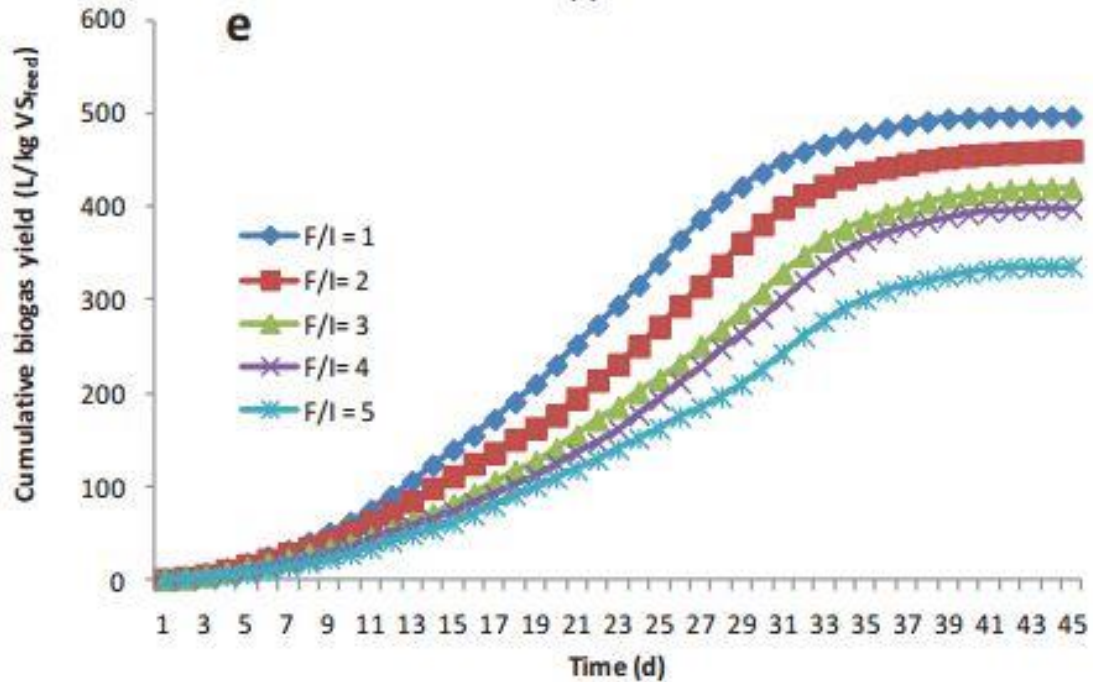 e
600
500
400
300
200
100
0
Cumulative biogas yield (L/kg VSfeed)
F/I = 1
F/I= 2
F/I= 3
F/I= 4
F/I = 5
1 3 5 7 9 11 13 15 17 19 21 23 25 27 29 31 33 35 37 39 41 43 45
Time (d)